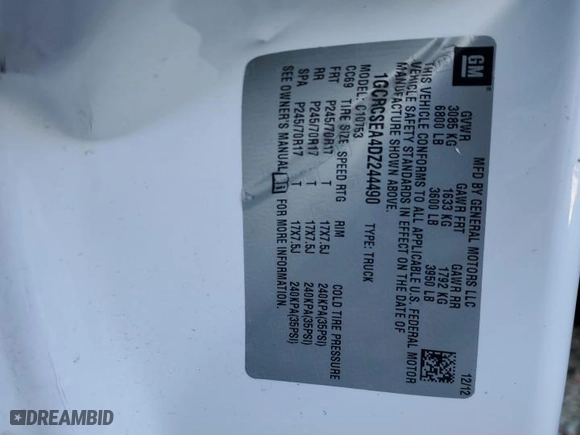 GM
MFD BY GENERAL MOTORS LLC 12/12
GVWR GAWR FRT GAWR RR
3085 KG 1633 KG 1792 KG
6800 LB 3600 LB 3950 LB
THIS VEHICLE CONFORMS TO ALL APPLICABLE U.S. FEDERAL MOTOR
VEHICLE SAFETY STANDARDS IN EFFECT ON THE DATE OF
MANUFACTURE SHOWN ABOVE.
1GCRCSEA4DZ244490 TYPE: TRUCK
MODEL: C10753
CC69 TIRE SIZE SPEED RTG RIM COLD TIRE PRESSURE
FRT P245/70R17 T 17X7.5J 240KPA(35PSI)
RR P245/70R17 T 17X7.5J 240KPA(35PSI)
SPA P245/70R17 T 17X7.5J 240KPA(35PSI)
SEE OWNER'S MANUAL FOR MORE INFORMATION.
DREAMBID